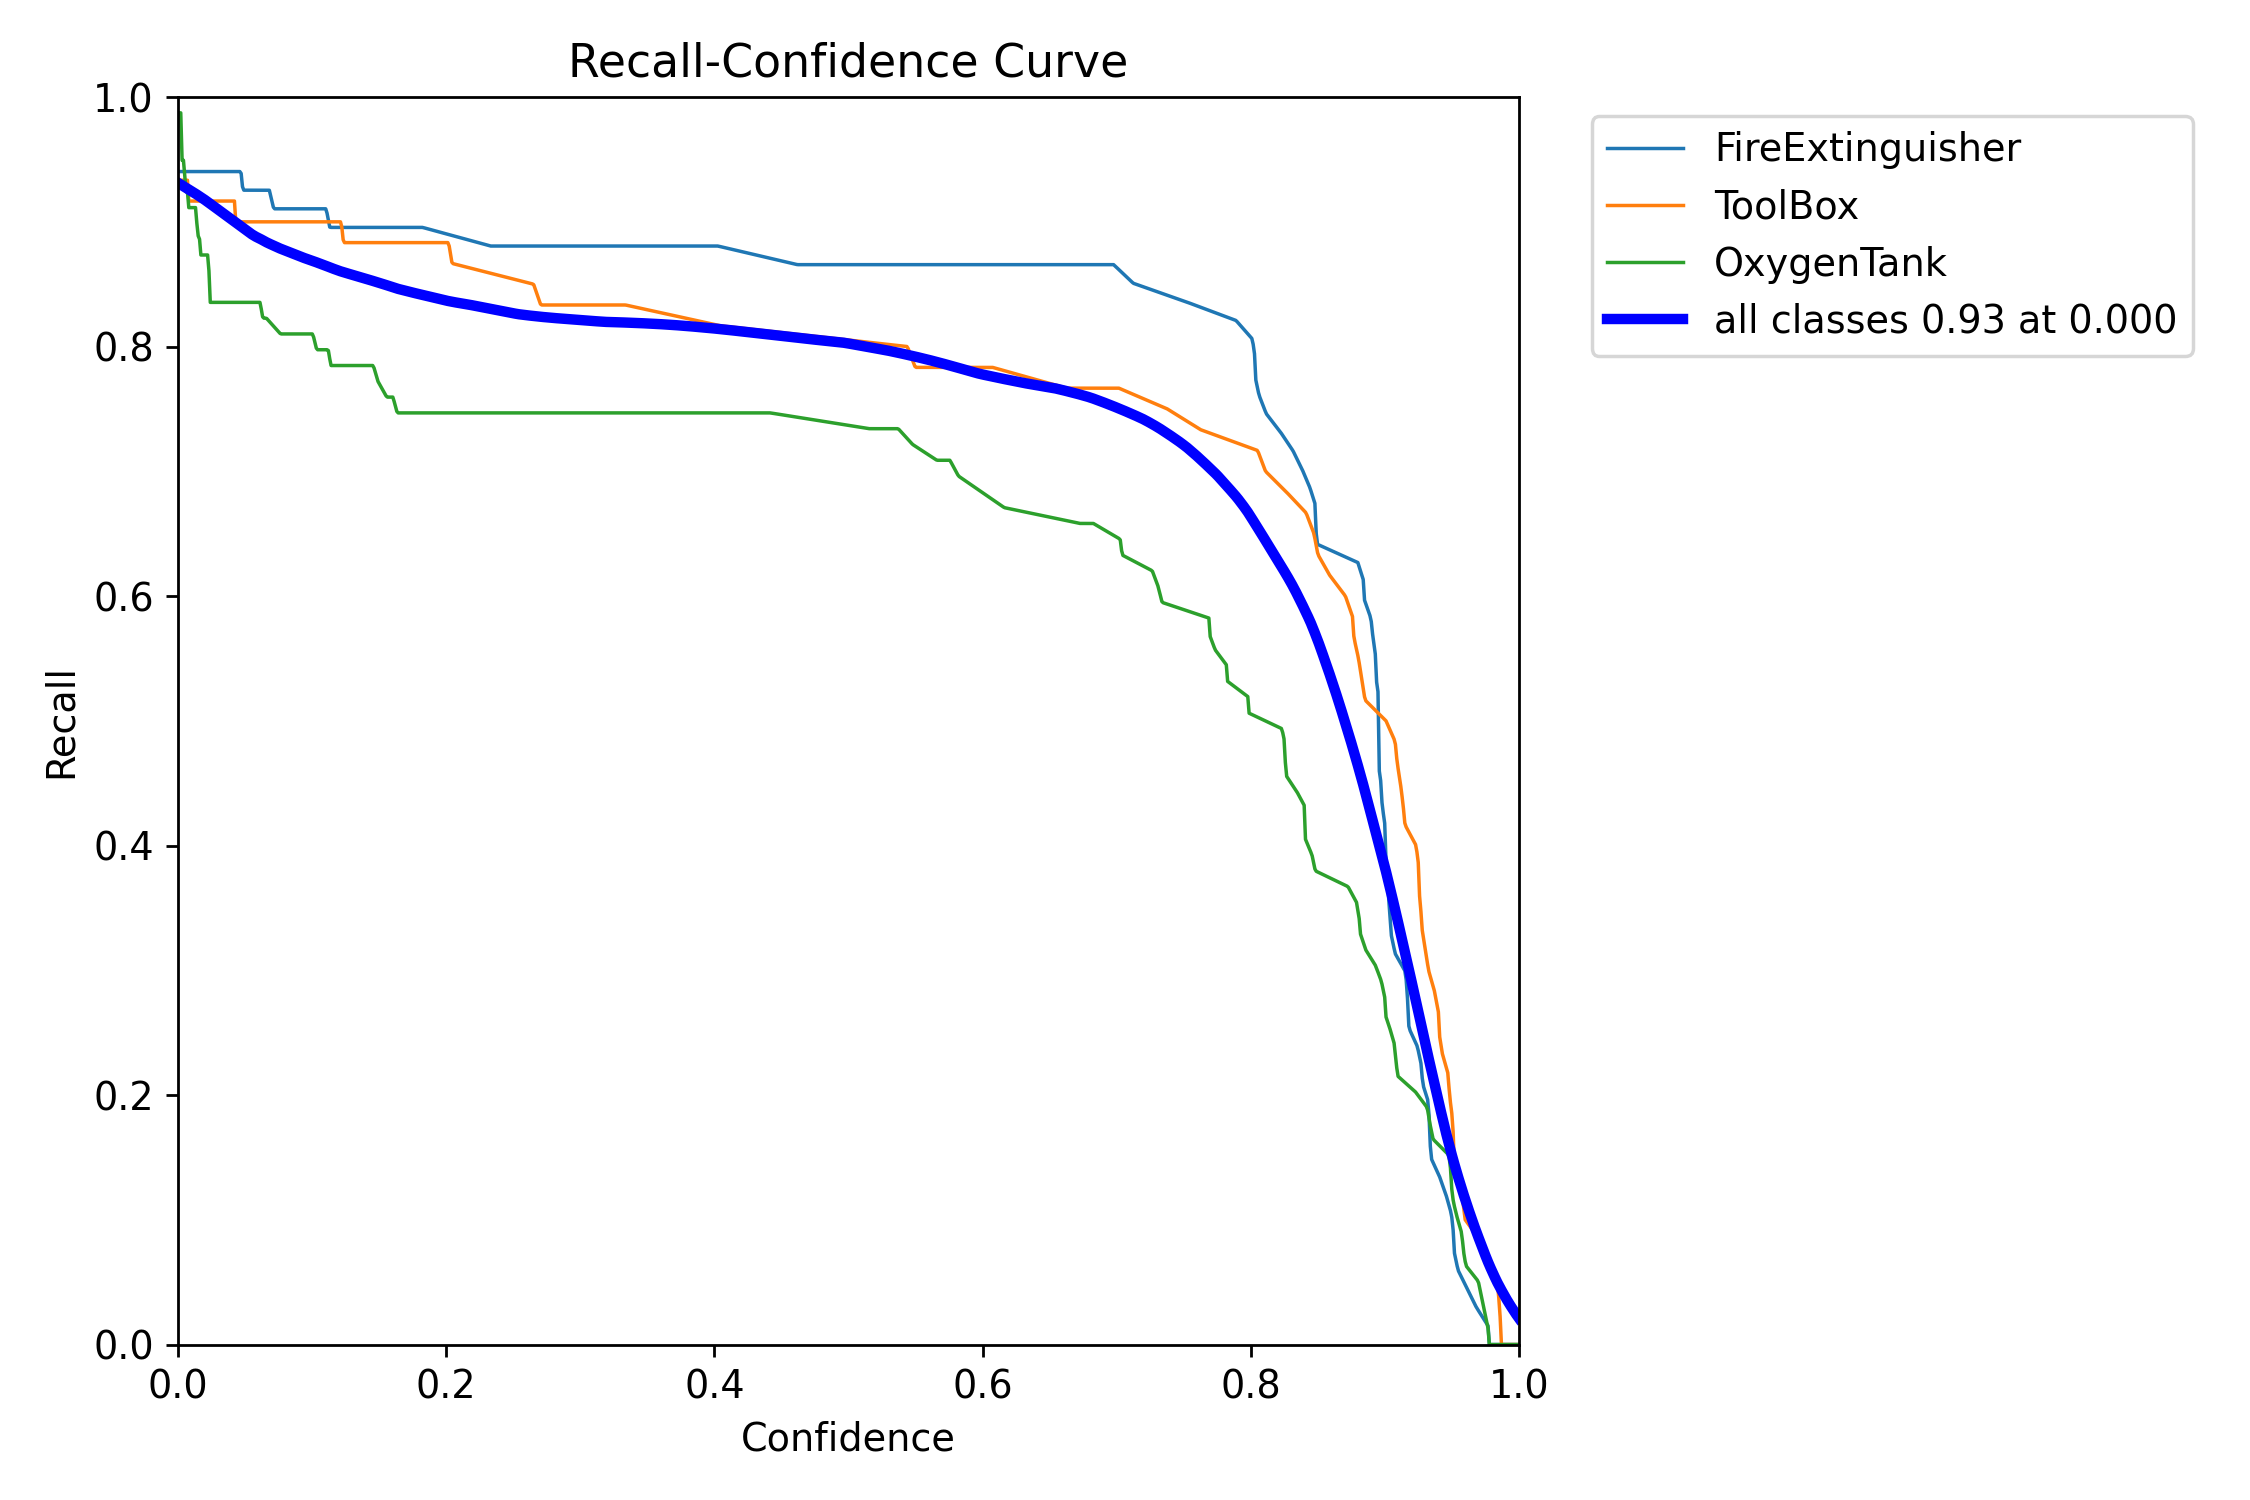 Recall-Confidence Curve
1.0
0.8
0.6
0.4
0.2
0.0
Recall
0.0 0.2 0.4 0.6 0.8 1.0
Confidence
FireExtinguisher
ToolBox
OxygenTank
all classes 0.93 at 0.000